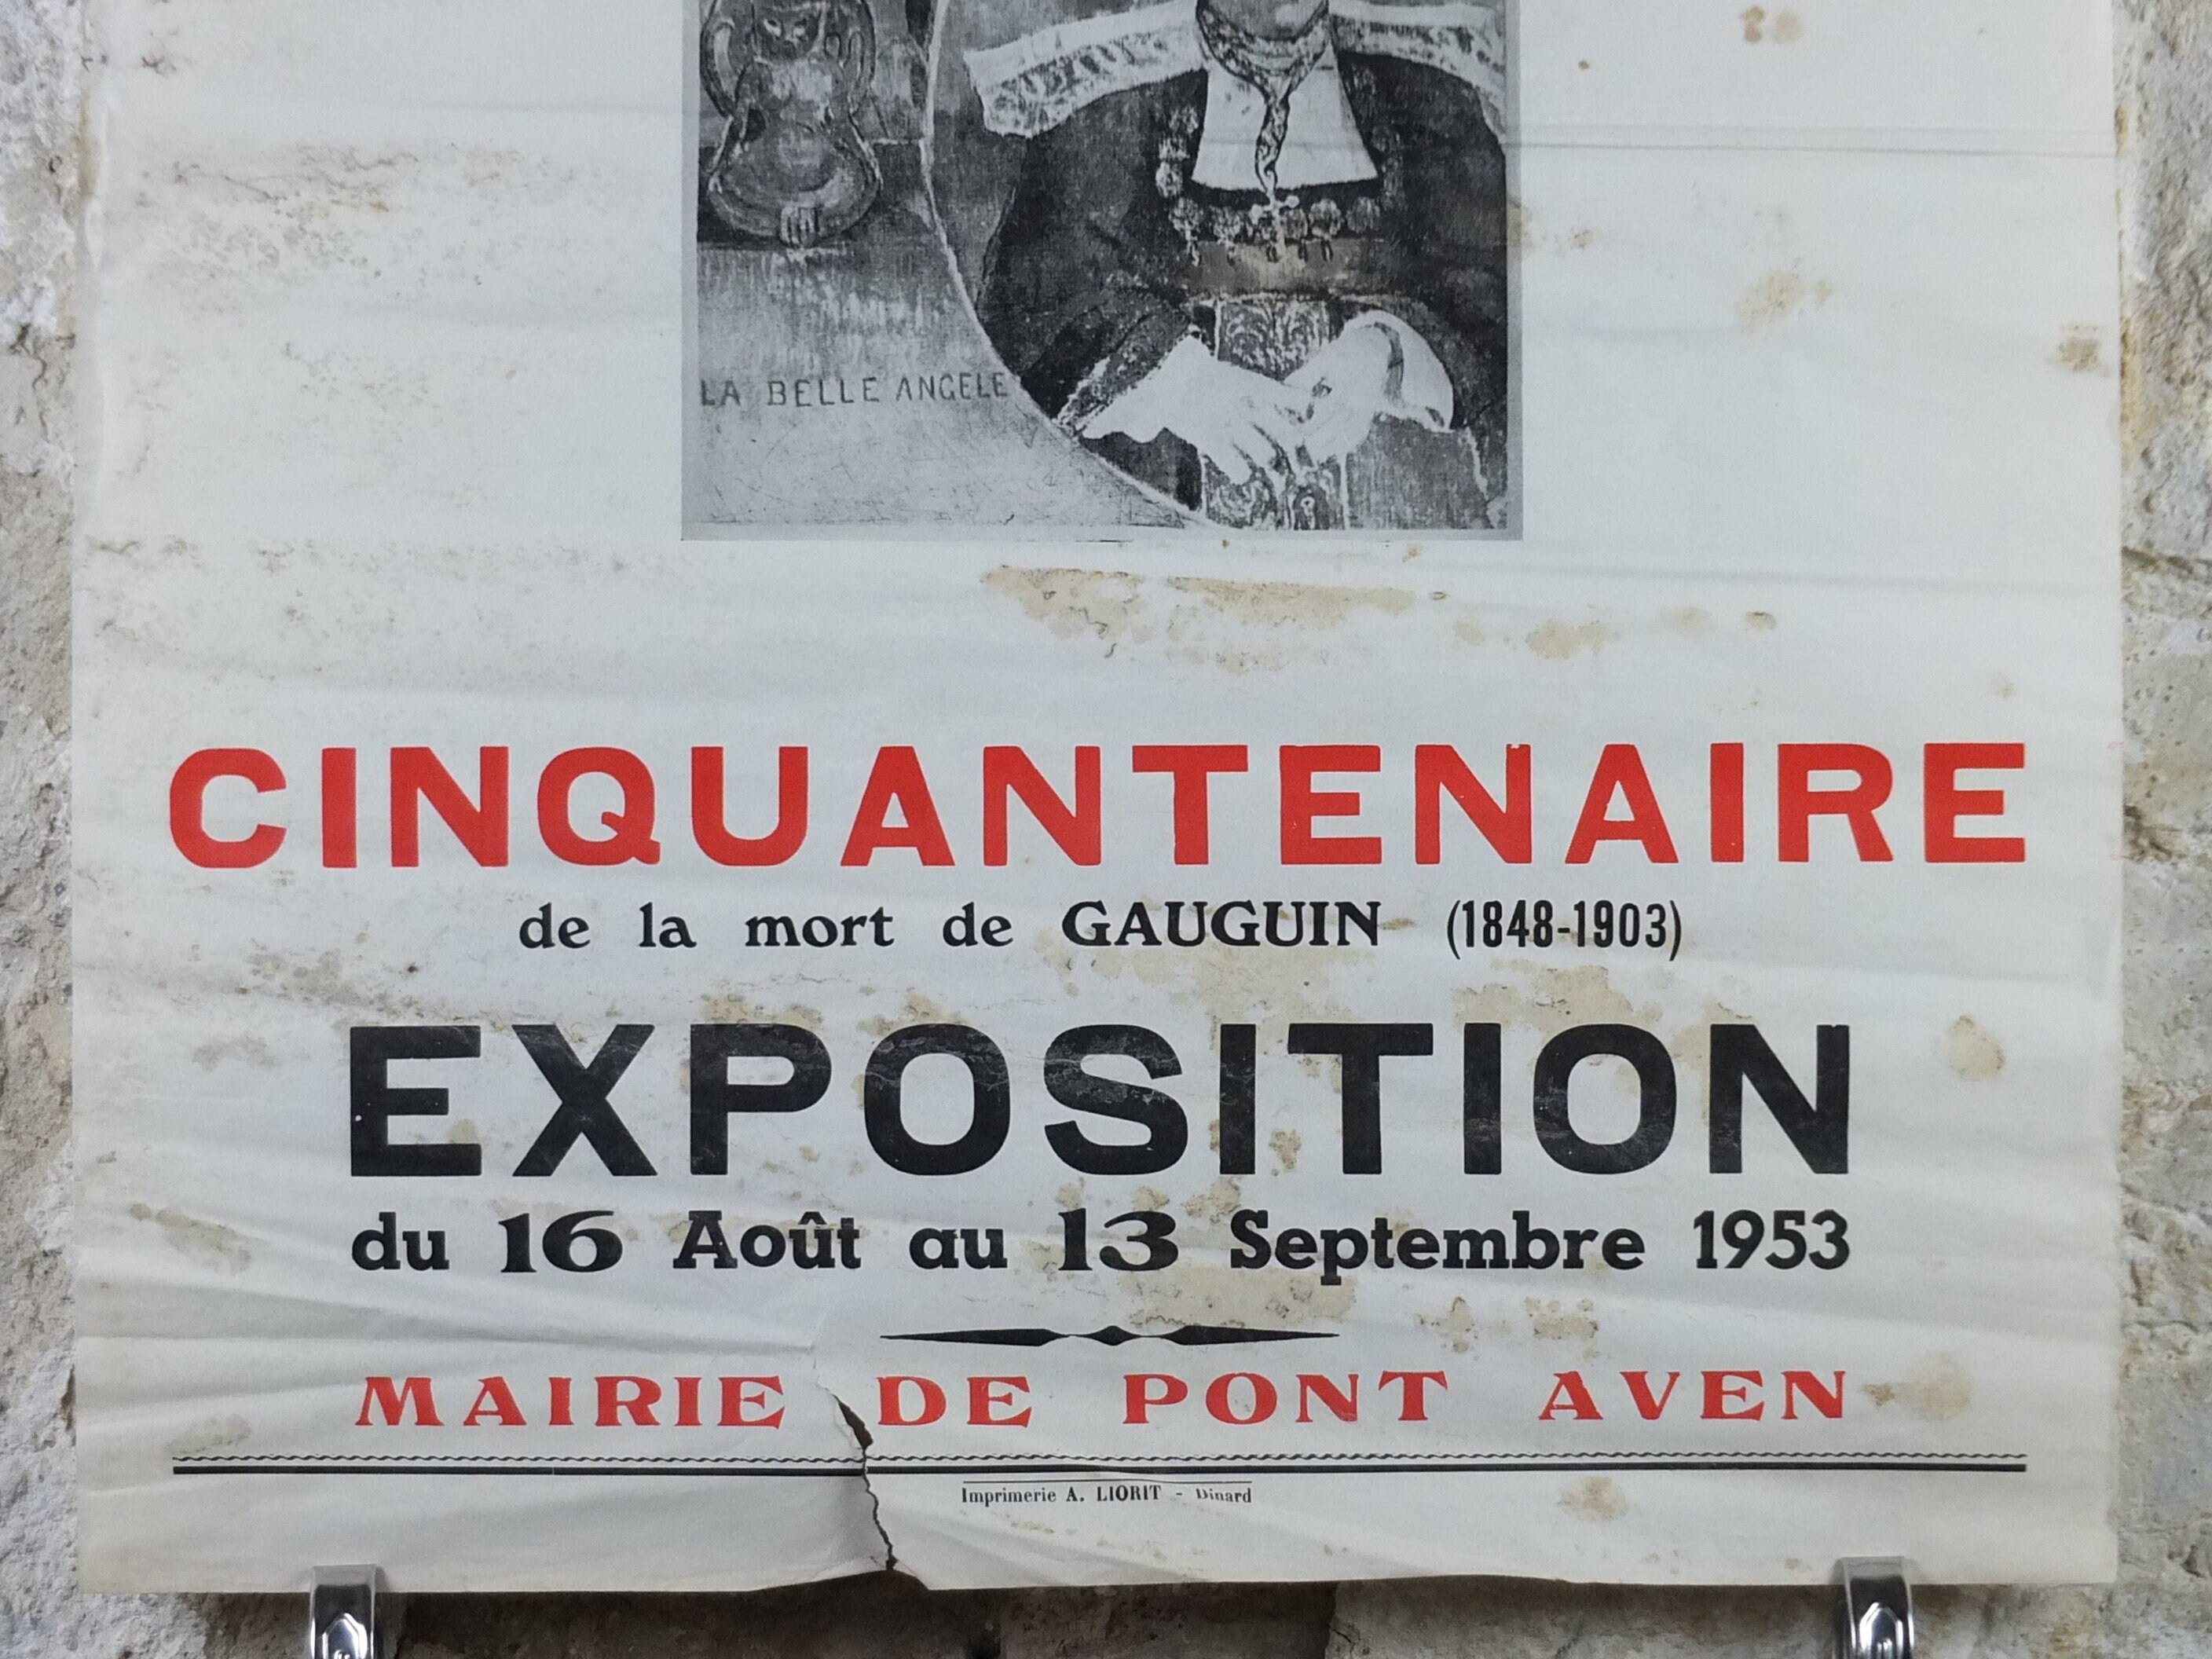 LA BELLE ANGELE
CINQUANTENAIRE
de la mort de GAUGUIN (1848-1903)
EXPOSITION
du 16 Août au 13 Septembre 1953
MAIRIE DE PONT AVEN
Imprimerie A. LIORIT - Dinard